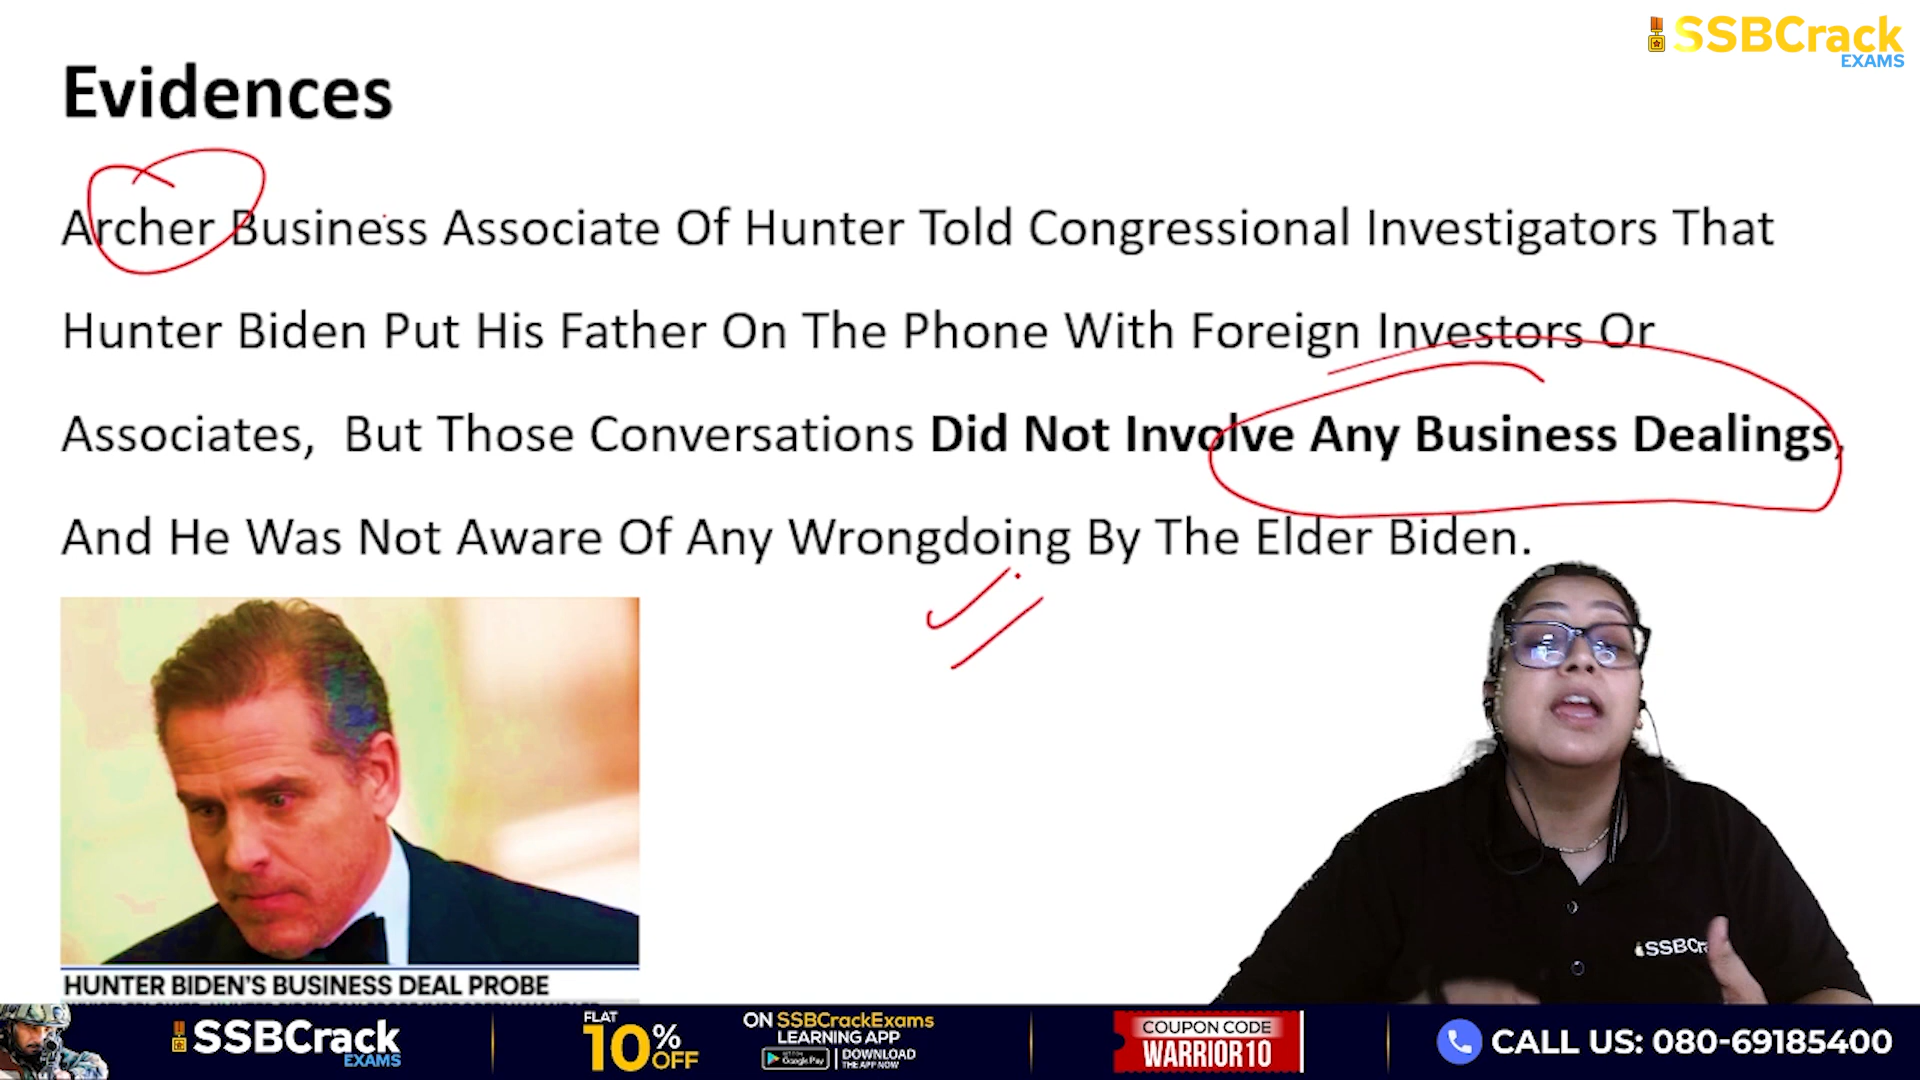 SSBCrack
EXAMS
Evidences
Archer Business Associate Of Hunter Told Congressional Investigators That
Hunter Biden Put His Father On The Phone With Foreign Investors Or
Associates, But Those Conversations Did Not Involve Any Business Dealings,
And He Was Not Aware Of Any Wrongdoing By The Elder Biden.
HUNTER BIDEN'S BUSINESS DEAL PROBE
SSBCra
SSBCrack
EXAMS
FLAT
10% OFF
ON SSBCrackExams
LEARNING APP
Google Play
DOWNLOAD
THE APP NOW
COUPON CODE
WARRIOR10
CALL US: 080-69185400